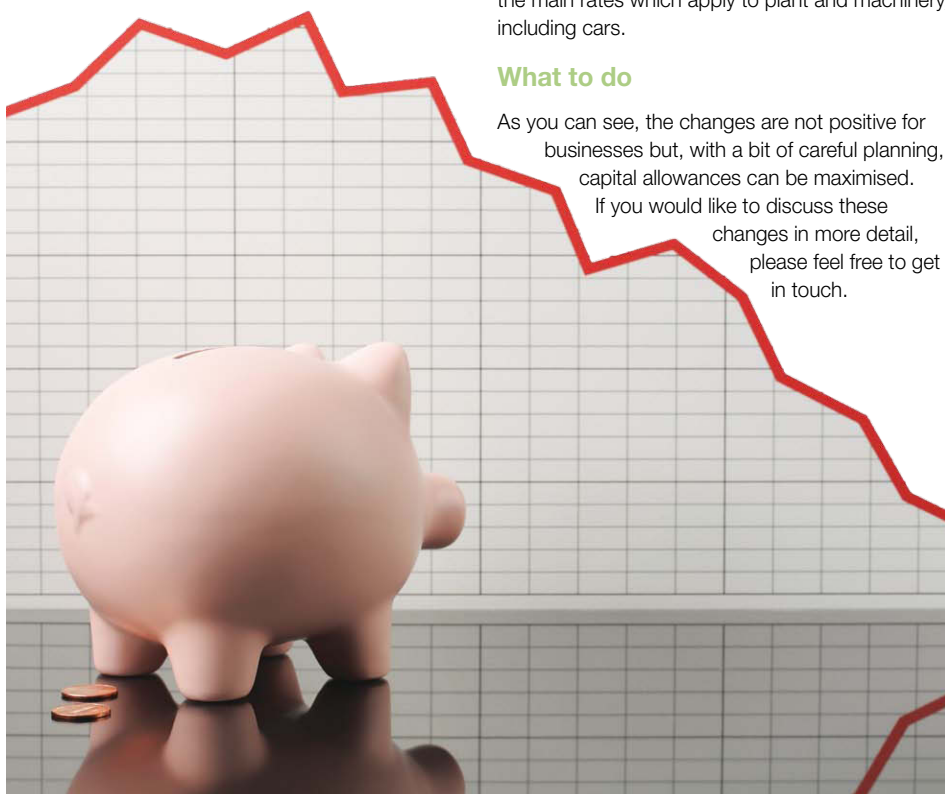 the main rates which apply to plant and machinery
including cars.
What to do
As you can see, the changes are not positive for
businesses but, with a bit of careful planning,
capital allowances can be maximised.
If you would like to discuss these
changes in more detail,
please feel free to get
in touch.